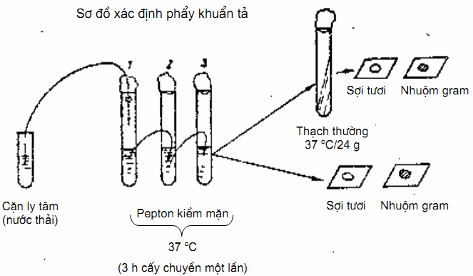 Sơ đồ xác định phẩy khuẩn tả
1 2 3
Sợi tươi Nhuộm gram
Thạch thường
37 °C/24 g
Cặn ly tâm
(nước thải)
Pepton kiềm mặn
Sợi tươi Nhuộm gram
37 °C
(3 h cấy chuyển một lần)